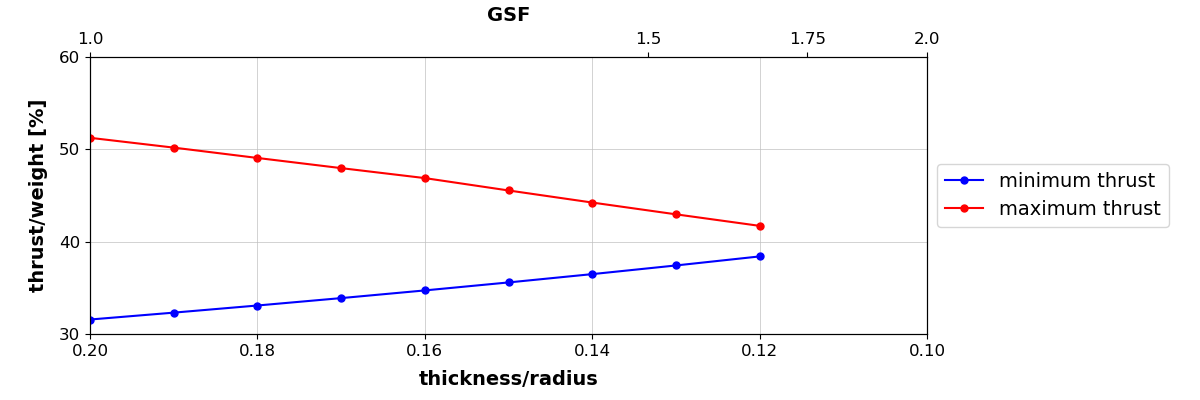 GSF
1.0 1.5 1.75 2.0
60
50
40
30
thrust/weight [%]
minimum thrust
maximum thrust
0.20 0.18 0.16 0.14 0.12 0.10
thickness/radius